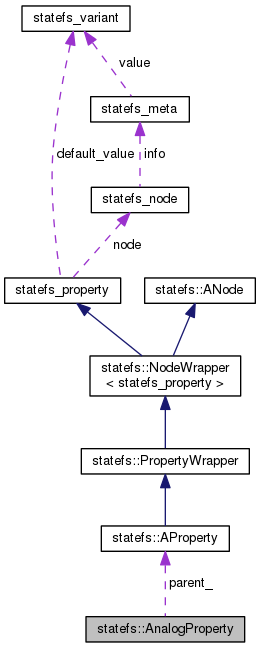 statefs_variant
value
statefs_meta
default_value
info
statefs_node
node
statefs_property
statefs::ANode
statefs::NodeWrapper
< statefs_property >
statefs::PropertyWrapper
statefs::AProperty
parent_
statefs::AnalogProperty